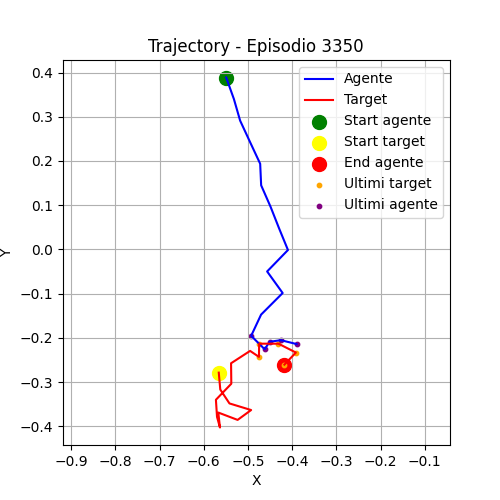 Trajectory - Episodio 3350
Agente
Target
Start agente
Start target
End agente
Ultimi target
Ultimi agente
0.4
0.3
0.2
0.1
0.0
−0.1
−0.2
−0.3
−0.4
Y
−0.9 −0.8 −0.7 −0.6 −0.5 −0.4 −0.3 −0.2 −0.1
X